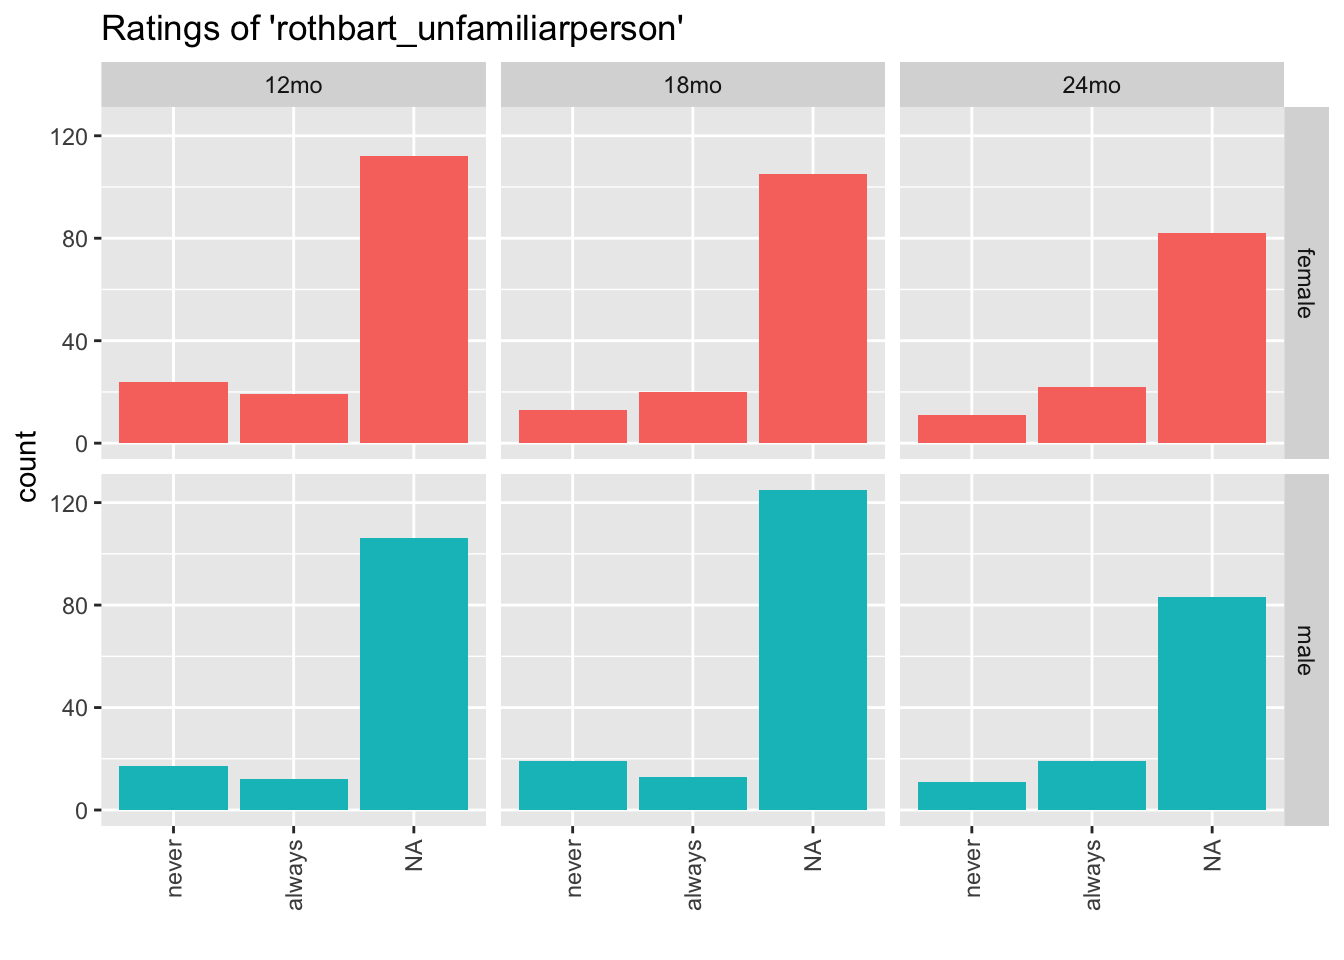 Ratings of 'rothbart_unfamiliarperson'
12mo 18mo 24mo
120
80
40
0
female
count
120
80
40
0
male
never always NA never always NA never always NA